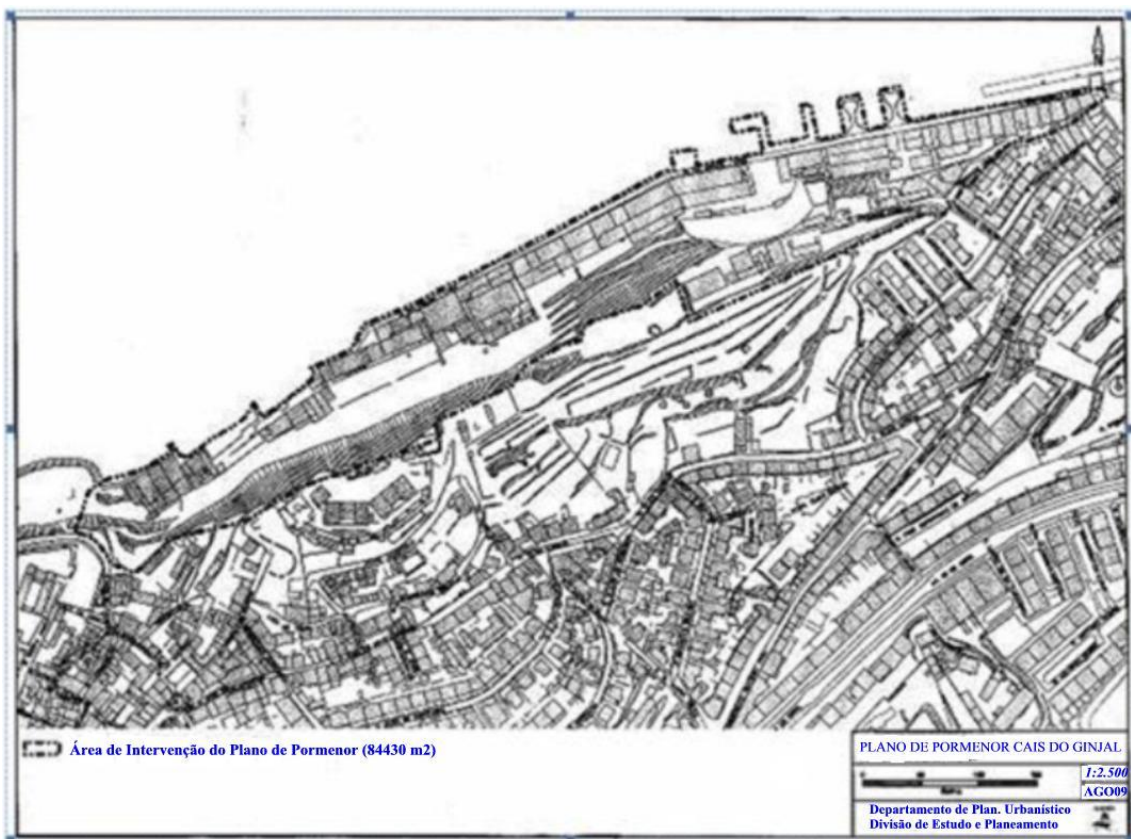 Área de Intervenção do Plano de Pormenor (84430 m2)
PLANO DE PORMENOR CAIS DO GINJAL
1:2.500
AGO09
Departamento de Plan. Urbanístico
Divisão de Estudo e Planeamento